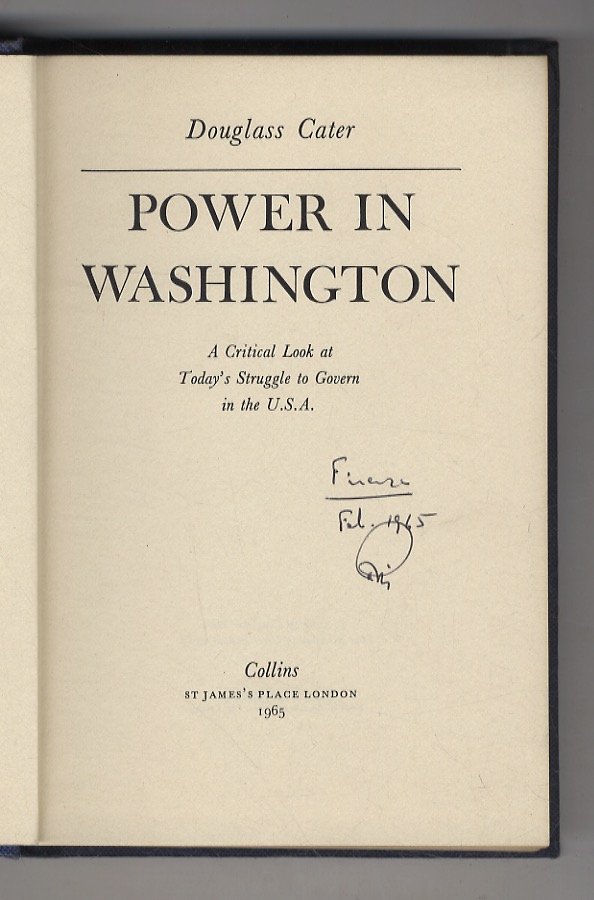 Douglass Cater
POWER IN
WASHINGTON
A Critical Look at
Today's Struggle to Govern
in the U.S.A.
Firenze
Feb. 1965
Collins
ST JAMES'S PLACE LONDON
1965